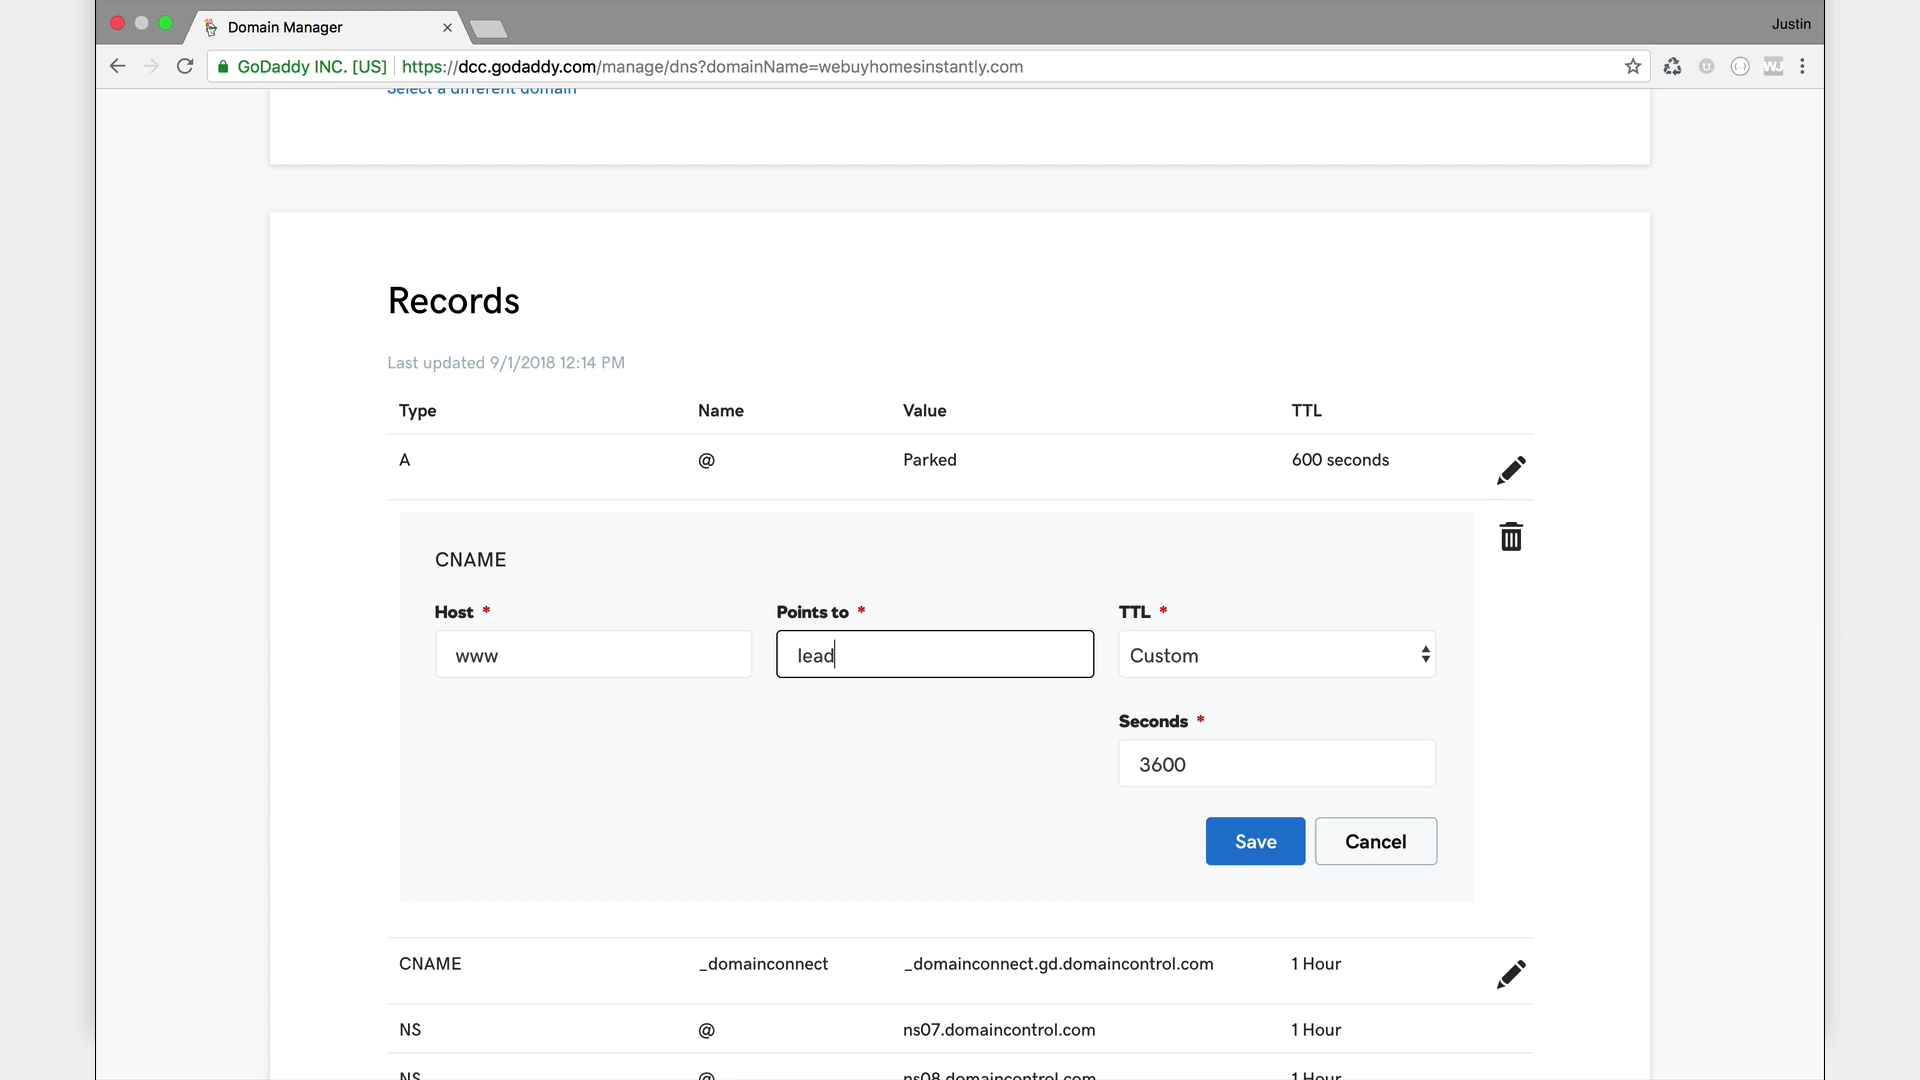 Domain Manager
Justin
GoDaddy INC. [US] https://dcc.godaddy.com/manage/dns?domainName=webuyhomesinstantly.com
WJ
Select a different domain
Records
Last updated 9/1/2018 12:14 PM
Type Name Value TTL
A @ Parked 600 seconds
CNAME
Host * Points to * TTL *
www lead Custom
Seconds *
3600
Save Cancel
CNAME _domainconnect _domainconnect.gd.domaincontrol.com 1 Hour
NS @ ns07.domaincontrol.com 1 Hour
NS @ ns08.domaincontrol.com 1 Hour